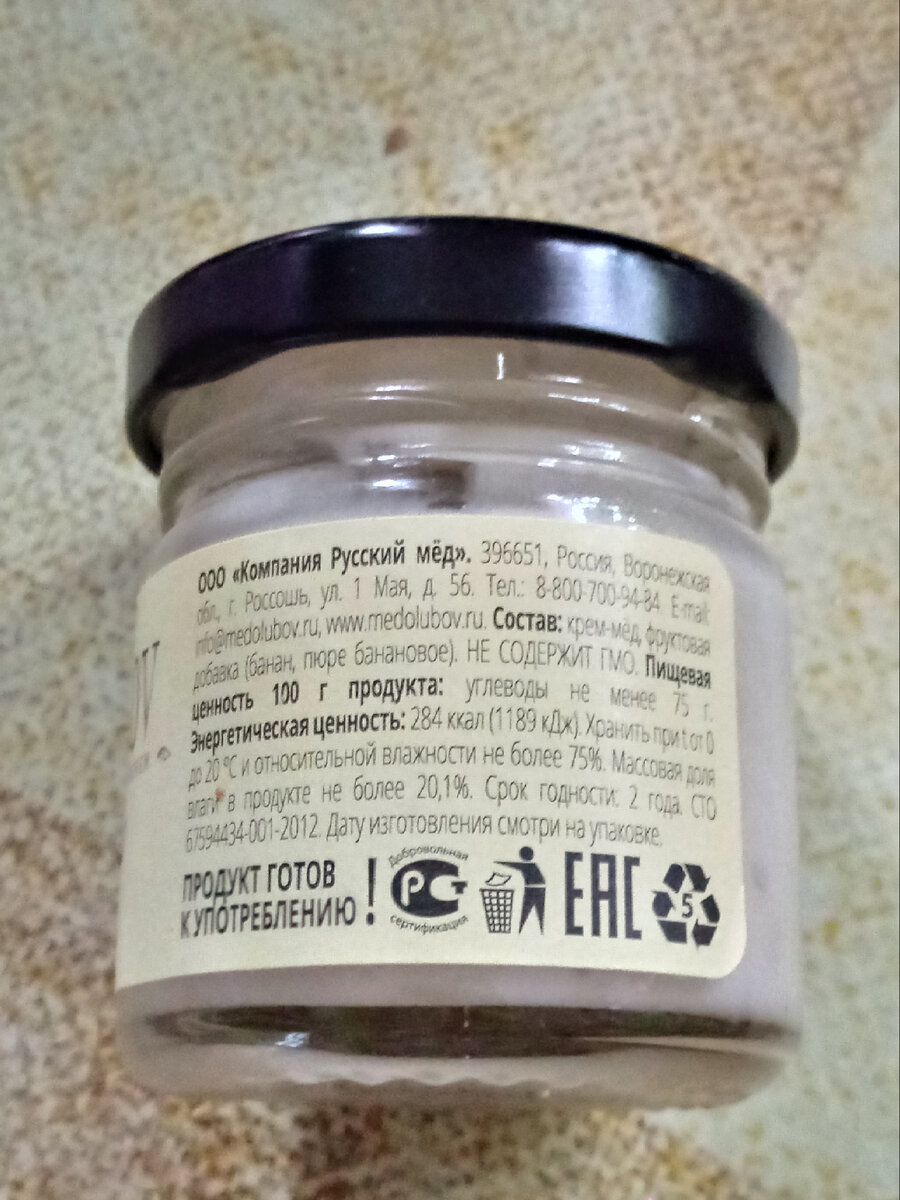 ООО «Компания Русский мёд». 396651, Россия, Воронежская
обл., г. Россошь, ул. 1 Мая, д. 56. Тел.: 8-800-700-94-84. E-mail:
info@medolubov.ru, www.medolubov.ru. Состав: крем-мёд, фруктовая
добавка (банан, пюре банановое). НЕ СОДЕРЖИТ ГМО. Пищевая
ценность 100 г продукта: углеводы не менее 75 г.
Энергетическая ценность: 284 ккал (1189 кДж). Хранить при t от 0
до 20 °С и относительной влажности не более 75%. Массовая доля
влаги в продукте не более 20,1%. Срок годности: 2 года. СТО
67594434-001-2012. Дату изготовления смотри на упаковке.
ПРОДУКТ ГОТОВ
К УПОТРЕБЛЕНИЮ !
Добровольная
РСТ
сертификация
ЕАС
5